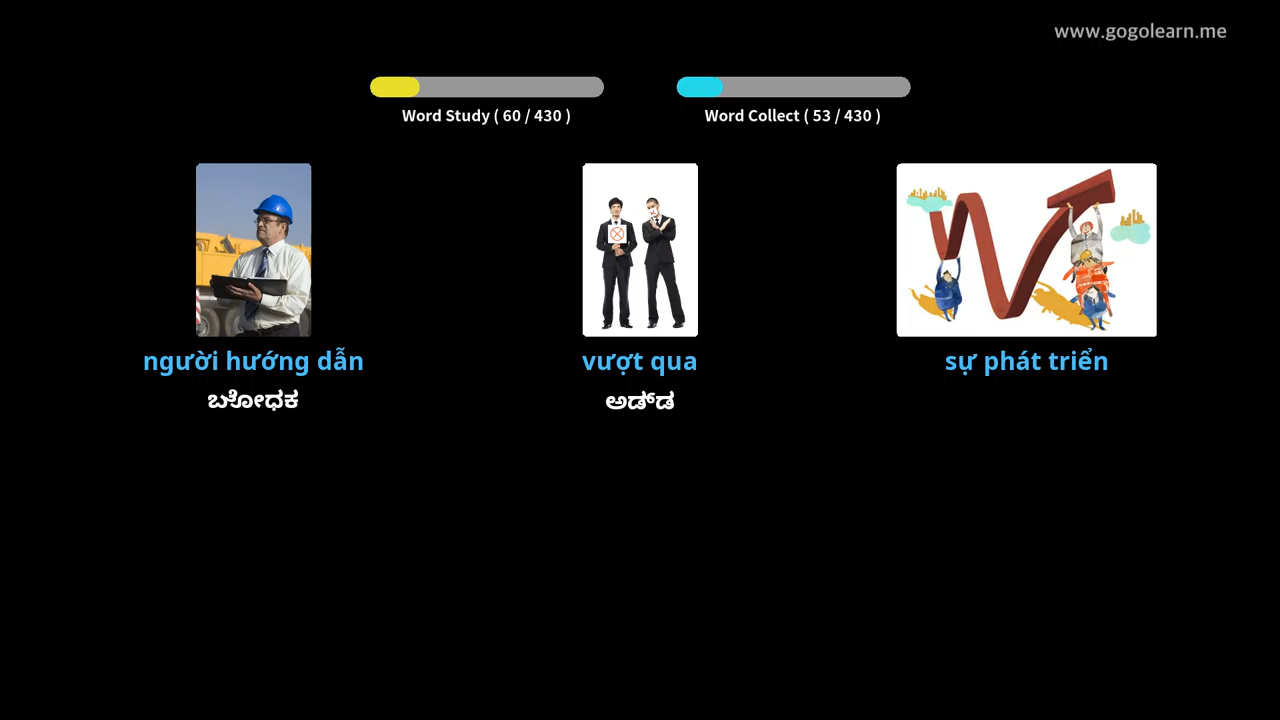 www.gogolearn.me
Word Study ( 60 / 430 )
Word Collect ( 53 / 430 )
người hướng dẫn
vượt qua
sự phát triển
ಬೋಧಕ
ಅಡ್ಡ